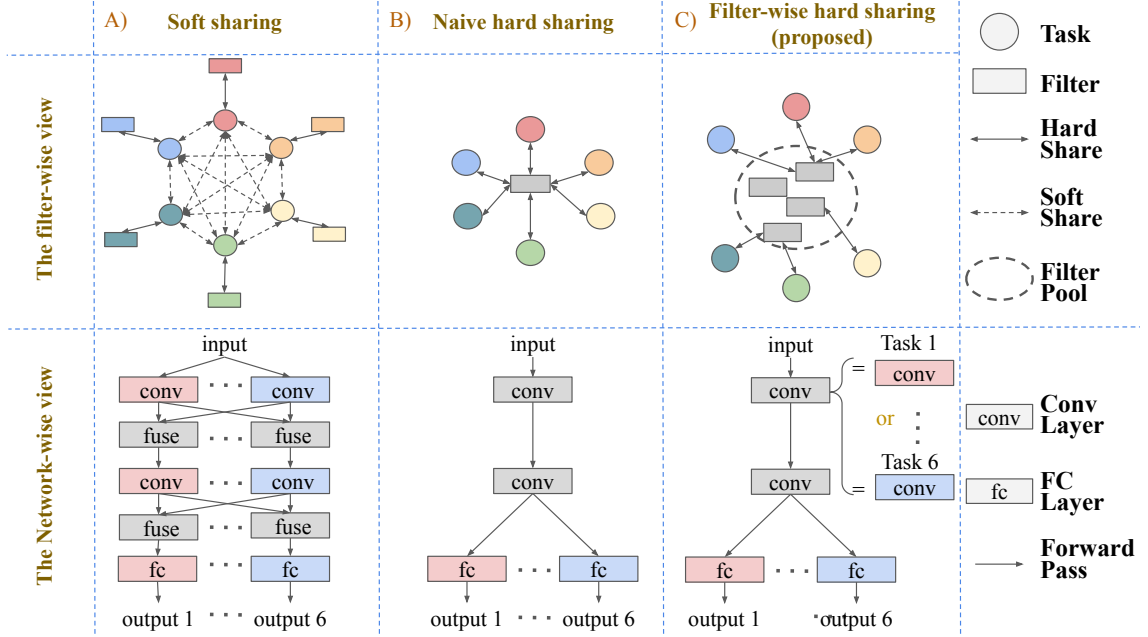 A)
Soft sharing
B)
Naive hard sharing
C)
Filter-wise hard sharing
(proposed)
The filter-wise view
Task
Filter
Hard
Share
Soft
Share
Filter
Pool
The Network-wise view
input
conv
· · ·
conv
fuse
· · ·
fuse
conv
· · ·
conv
fuse
· · ·
fuse
fc
· · ·
fc
output 1
· · ·
output 6
input
conv
conv
fc
· · ·
fc
output 1
· · ·
output 6
input
conv
conv
fc
· · ·
fc
output 1
· · ·
output 6
Task 1
=
conv
or
Task 6
=
conv
conv
Conv
Layer
fc
FC
Layer
Forward
Pass